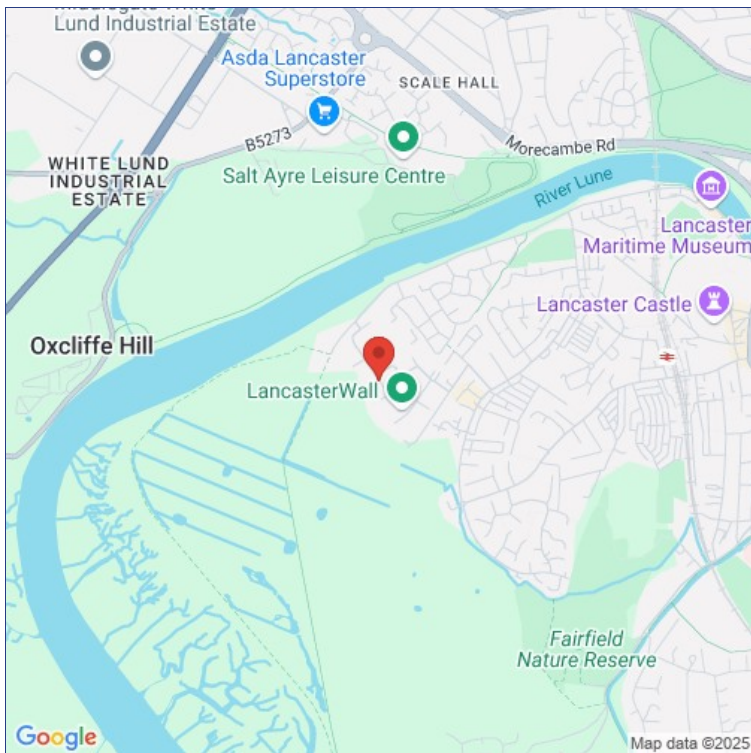 Lund Industrial Estate
Asda Lancaster
Superstore
SCALE HALL
B5273
Morecambe Rd
WHITE LUND
INDUSTRIAL
ESTATE
Salt Ayre Leisure Centre
River Lune
Lancaster
Maritime Museum
Lancaster Castle
Oxcliffe Hill
LancasterWall
Fairfield
Nature Reserve
Google
Map data ©2025